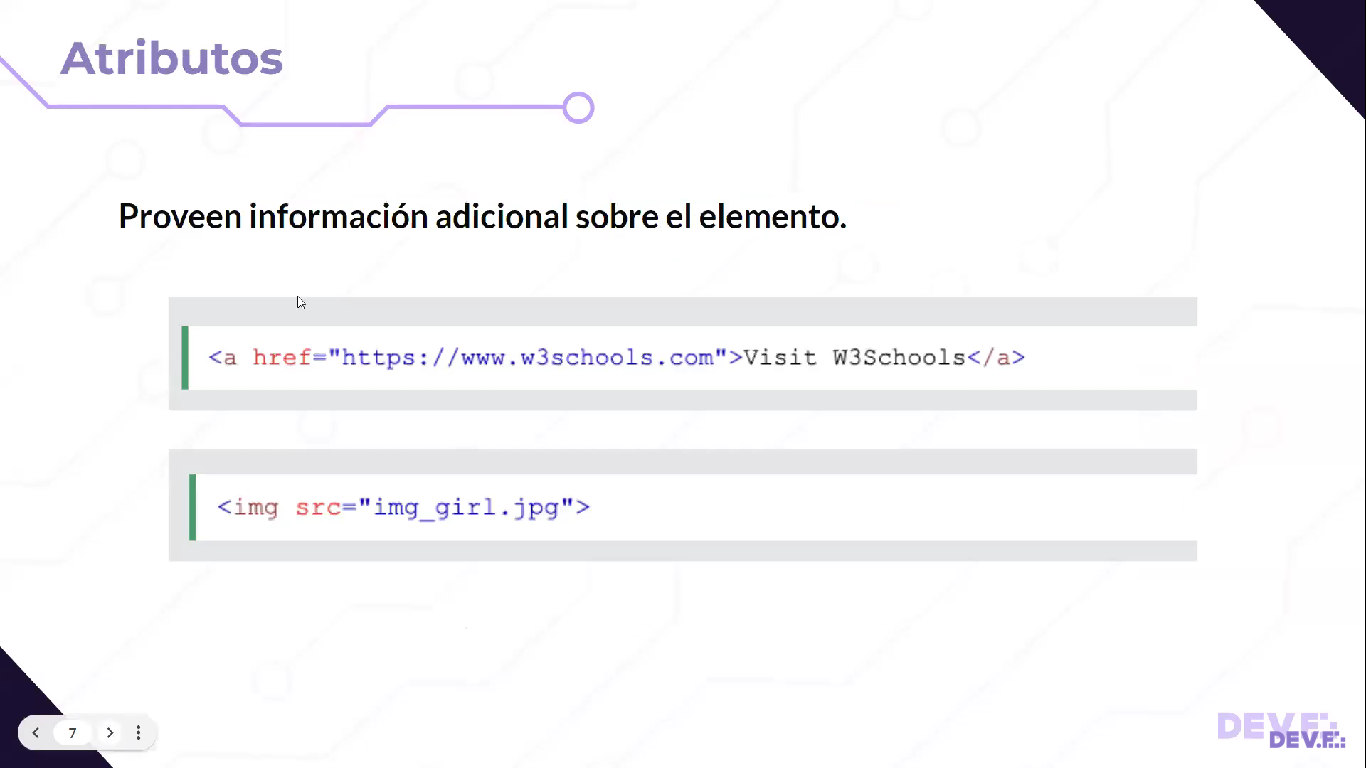 Atributos
Proveen información adicional sobre el elemento.
<a href="https://www.w3schools.com">Visit W3Schools</a>
<img src="img_girl.jpg">
7
DEV.F.:
DEV.F.: